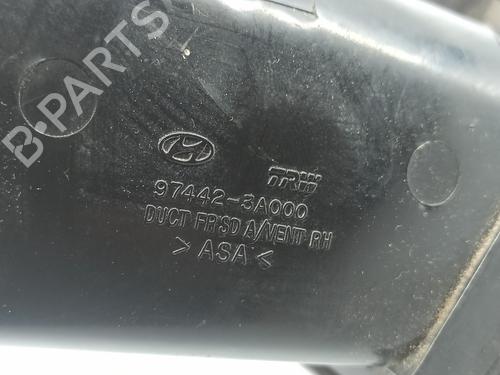 B-PARTS
TRW
97442-3A000
DUCT FR'SD A/VENT RH
> ASA <